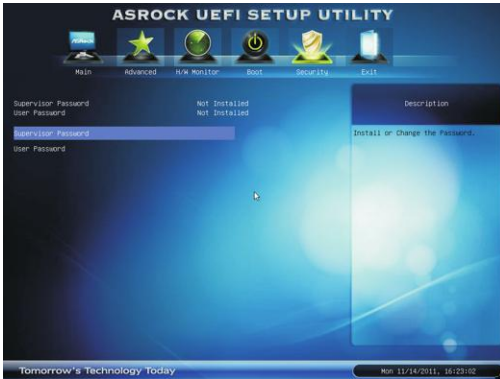 ASROCK UEFI SETUP UTILITY
ASRock
Main Advanced H/W Monitor Boot Security Exit
Supervisor Password Not Installed
User Password Not Installed
Supervisor Password
User Password
Description
Install or Change the Password.
Tomorrow's Technology Today
Mon 11/14/2011, 16:23:02